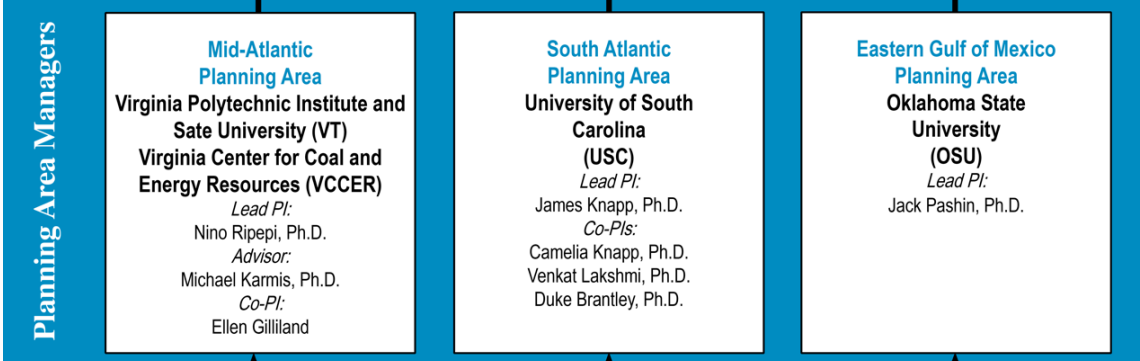 Planning Area Managers
Mid-Atlantic
Planning Area
Virginia Polytechnic Institute and
Sate University (VT)
Virginia Center for Coal and
Energy Resources (VCCER)
Lead PI:
Nino Ripepi, Ph.D.
Advisor:
Michael Karmis, Ph.D.
Co-PI:
Ellen Gilliland
South Atlantic
Planning Area
University of South
Carolina
(USC)
Lead PI:
James Knapp, Ph.D.
Co-PIs:
Camelia Knapp, Ph.D.
Venkat Lakshmi, Ph.D.
Duke Brantley, Ph.D.
Eastern Gulf of Mexico
Planning Area
Oklahoma State
University
(OSU)
Lead PI:
Jack Pashin, Ph.D.